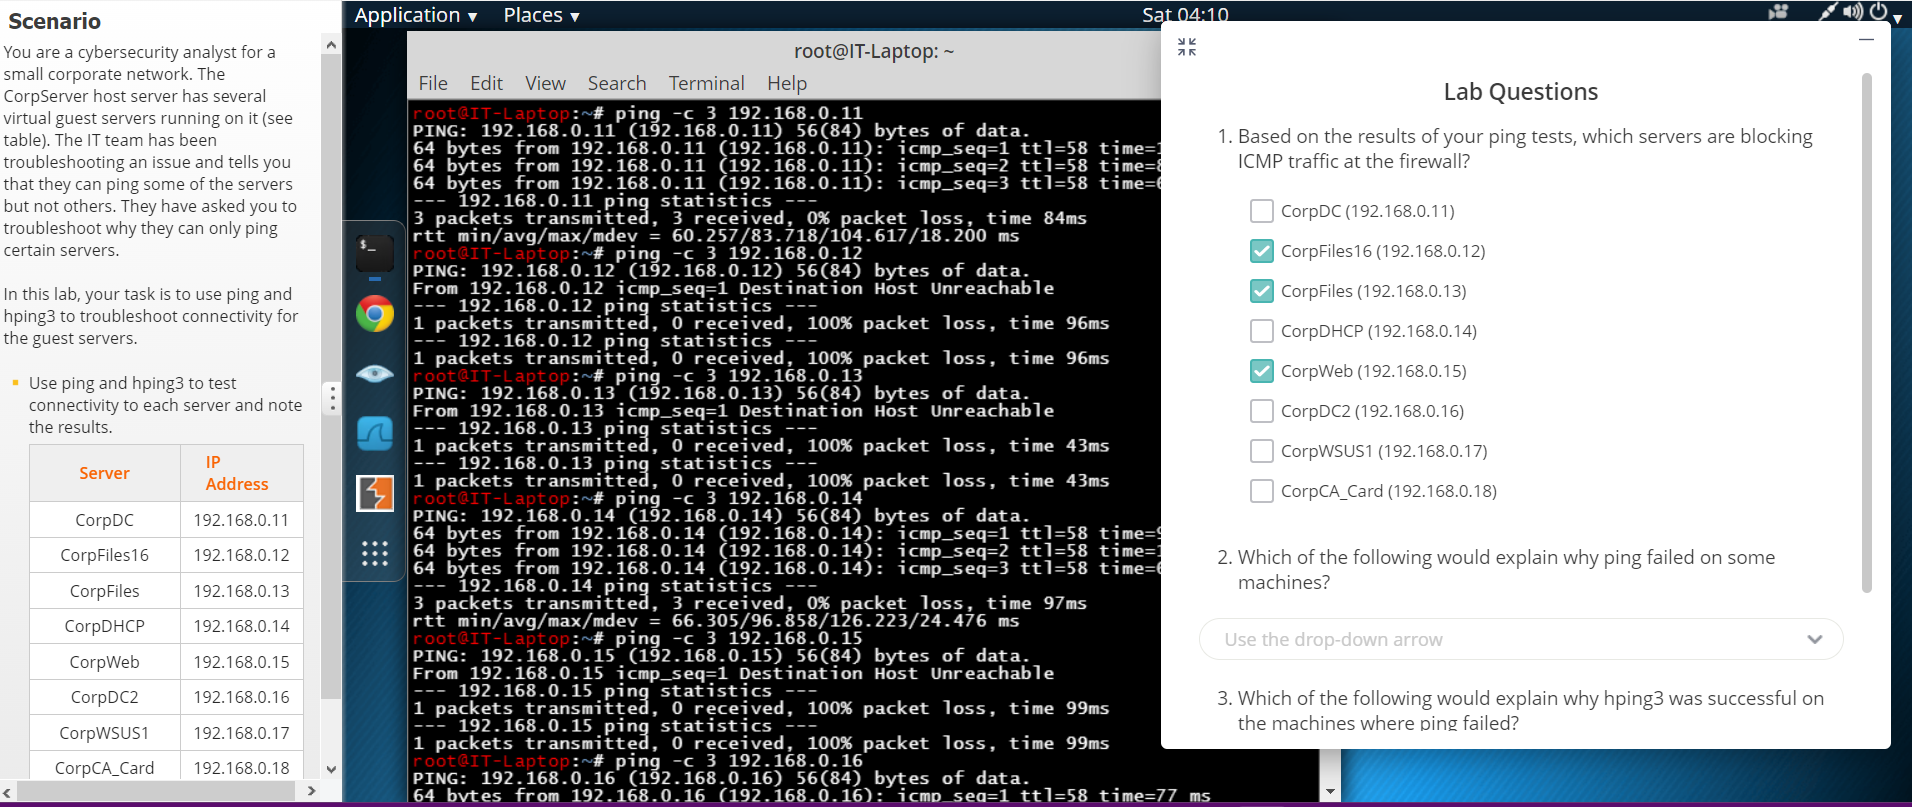 Scenario
You are a cybersecurity analyst for a
small corporate network. The
CorpServer host server has several
virtual guest servers running on it (see
table). The IT team has been
troubleshooting an issue and tells you
that they can ping some of the servers
but not others. They have asked you to
troubleshoot why they can only ping
certain servers.
In this lab, your task is to use ping and
hping3 to troubleshoot connectivity for
the guest servers.
Use ping and hping3 to test
connectivity to each server and note
the results.
Server IP Address
CorpDC 192.168.0.11
CorpFiles16 192.168.0.12
CorpFiles 192.168.0.13
CorpDHCP 192.168.0.14
CorpWeb 192.168.0.15
CorpDC2 192.168.0.16
CorpWSUS1 192.168.0.17
CorpCA_Card 192.168.0.18
Application Places Sat 04:10
root@IT-Laptop: ~
File Edit View Search Terminal Help
root@IT-Laptop:~# ping -c 3 192.168.0.11
PING: 192.168.0.11 (192.168.0.11) 56(84) bytes of data.
64 bytes from 192.168.0.11 (192.168.0.11): icmp_seq=1 ttl=58 time=1
64 bytes from 192.168.0.11 (192.168.0.11): icmp_seq=2 ttl=58 time=8
64 bytes from 192.168.0.11 (192.168.0.11): icmp_seq=3 ttl=58 time=6
--- 192.168.0.11 ping statistics ---
3 packets transmitted, 3 received, 0% packet loss, time 84ms
rtt min/avg/max/mdev = 60.257/83.718/104.617/18.200 ms
root@IT-Laptop:~# ping -c 3 192.168.0.12
PING: 192.168.0.12 (192.168.0.12) 56(84) bytes of data.
From 192.168.0.12 icmp_seq=1 Destination Host Unreachable
--- 192.168.0.12 ping statistics ---
1 packets transmitted, 0 received, 100% packet loss, time 96ms
--- 192.168.0.12 ping statistics ---
1 packets transmitted, 0 received, 100% packet loss, time 96ms
root@IT-Laptop:~# ping -c 3 192.168.0.13
PING: 192.168.0.13 (192.168.0.13) 56(84) bytes of data.
From 192.168.0.13 icmp_seq=1 Destination Host Unreachable
--- 192.168.0.13 ping statistics ---
1 packets transmitted, 0 received, 100% packet loss, time 43ms
--- 192.168.0.13 ping statistics ---
1 packets transmitted, 0 received, 100% packet loss, time 43ms
root@IT-Laptop:~# ping -c 3 192.168.0.14
PING: 192.168.0.14 (192.168.0.14) 56(84) bytes of data.
64 bytes from 192.168.0.14 (192.168.0.14): icmp_seq=1 ttl=58 time=9
64 bytes from 192.168.0.14 (192.168.0.14): icmp_seq=2 ttl=58 time=1
64 bytes from 192.168.0.14 (192.168.0.14): icmp_seq=3 ttl=58 time=6
--- 192.168.0.14 ping statistics ---
3 packets transmitted, 3 received, 0% packet loss, time 97ms
rtt min/avg/max/mdev = 66.305/96.858/126.223/24.476 ms
root@IT-Laptop:~# ping -c 3 192.168.0.15
PING: 192.168.0.15 (192.168.0.15) 56(84) bytes of data.
From 192.168.0.15 icmp_seq=1 Destination Host Unreachable
--- 192.168.0.15 ping statistics ---
1 packets transmitted, 0 received, 100% packet loss, time 99ms
--- 192.168.0.15 ping statistics ---
1 packets transmitted, 0 received, 100% packet loss, time 99ms
root@IT-Laptop:~# ping -c 3 192.168.0.16
PING: 192.168.0.16 (192.168.0.16) 56(84) bytes of data.
64 bytes from 192.168.0.16 (192.168.0.16): icmp_seq=1 ttl=58 time=77 ms
$_
Lab Questions
1. Based on the results of your ping tests, which servers are blocking
ICMP traffic at the firewall?
CorpDC (192.168.0.11)
CorpFiles16 (192.168.0.12)
CorpFiles (192.168.0.13)
CorpDHCP (192.168.0.14)
CorpWeb (192.168.0.15)
CorpDC2 (192.168.0.16)
CorpWSUS1 (192.168.0.17)
CorpCA_Card (192.168.0.18)
2. Which of the following would explain why ping failed on some
machines?
Use the drop-down arrow
3. Which of the following would explain why hping3 was successful on
the machines where ping failed?